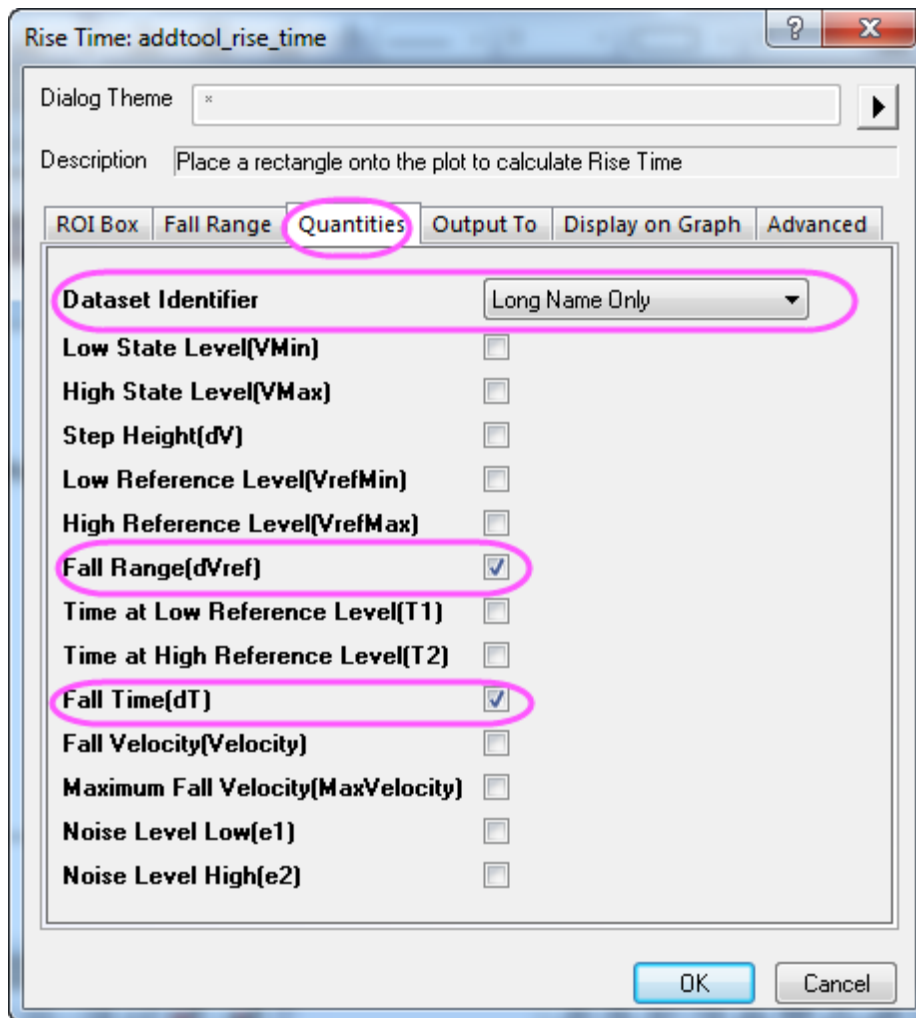 Rise Time: addtool_rise_time
Dialog Theme *
Description Place a rectangle onto the plot to calculate Rise Time
ROI Box Fall Range Quantities Output To Display on Graph Advanced
Dataset Identifier Long Name Only
Low State Level(VMin)
High State Level(VMax)
Step Height(dV)
Low Reference Level(VrefMin)
High Reference Level(VrefMax)
Fall Range(dVref)
Time at Low Reference Level(T1)
Time at High Reference Level(T2)
Fall Time(dT)
Fall Velocity(Velocity)
Maximum Fall Velocity(MaxVelocity)
Noise Level Low(e1)
Noise Level High(e2)
OK Cancel